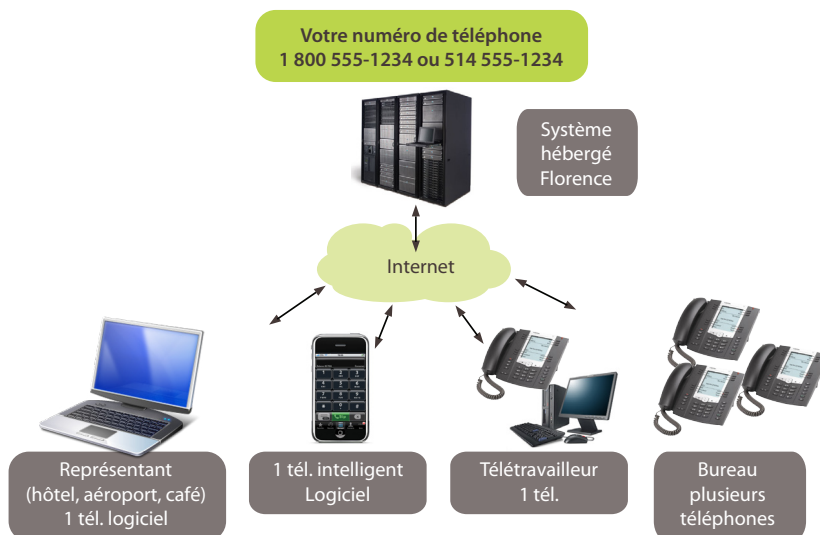 Votre numéro de téléphone
1 800 555-1234 ou 514 555-1234
Système
hébergé
Florence
Internet
Représentant
(hôtel, aéroport, café)
1 tél. logiciel
1 tél. intelligent
Logiciel
Télétravailleur
1 tél.
Bureau
plusieurs
téléphones